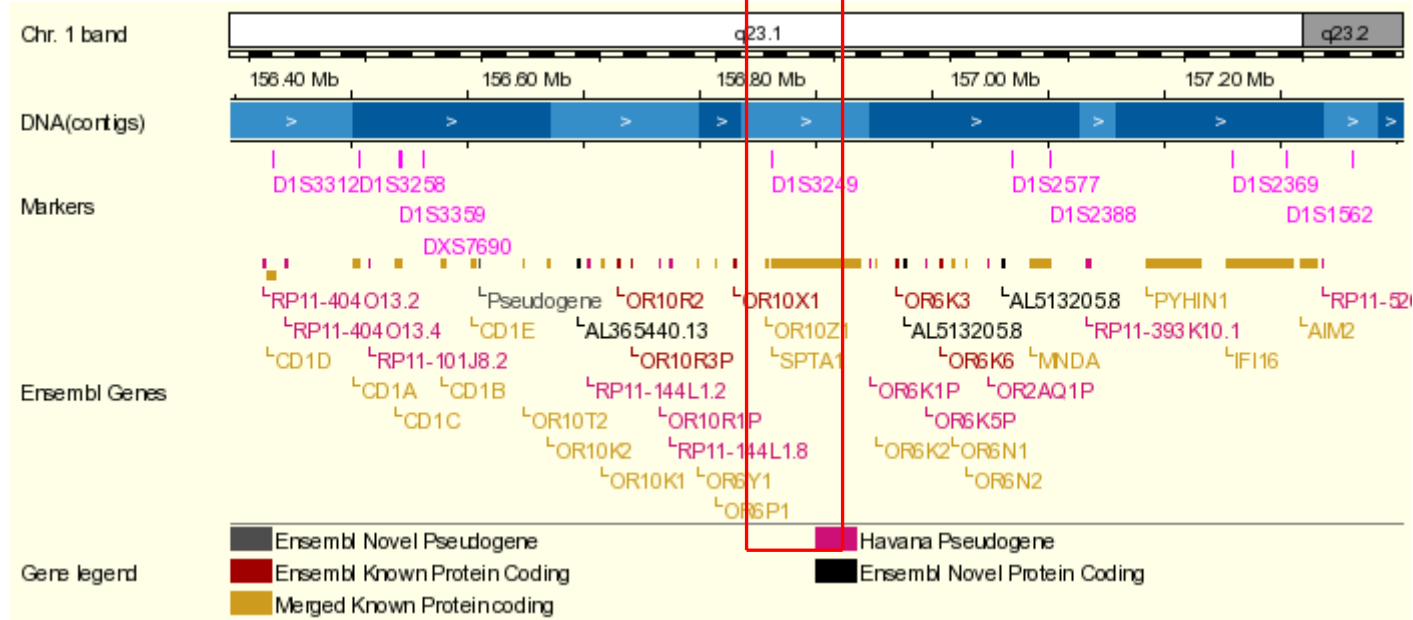 Chr. 1 band q23.1 q23.2
156.40 Mb 156.60 Mb 156.80 Mb 157.00 Mb 157.20 Mb
DNA(contigs) > > > > > > > > > >
D1S3312 D1S3258 D1S3249 D1S2577 D1S2369
Markers
D1S3359 D1S2388 D1S1562
DXS7690
RP11-404O13.2 Pseudogene OR10R2 OR10X1 OR6K3 AL513205.8 PYHIN1
RP11-404O13.4 CD1E AL365440.13 OR10Z1 AL513205.8 RP11-393K10.1 AIM2
CD1D RP11-101J8.2 OR10R3P SPTA1 OR6K6 MNDA IFI16
Ensembl Genes CD1A CD1B RP11-144L1.2 OR6K1P OR2AQ1P
CD1C OR10T2 OR10R1P OR6K5P
OR10K2 RP11-144L1.8 OR6K2 OR6N1
OR10K1 OR6Y1 OR6N2
OR6P1
Ensembl Novel Pseudogene Havana Pseudogene
Gene legend Ensembl Known Protein Coding Ensembl Novel Protein Coding
Merged Known Protein coding